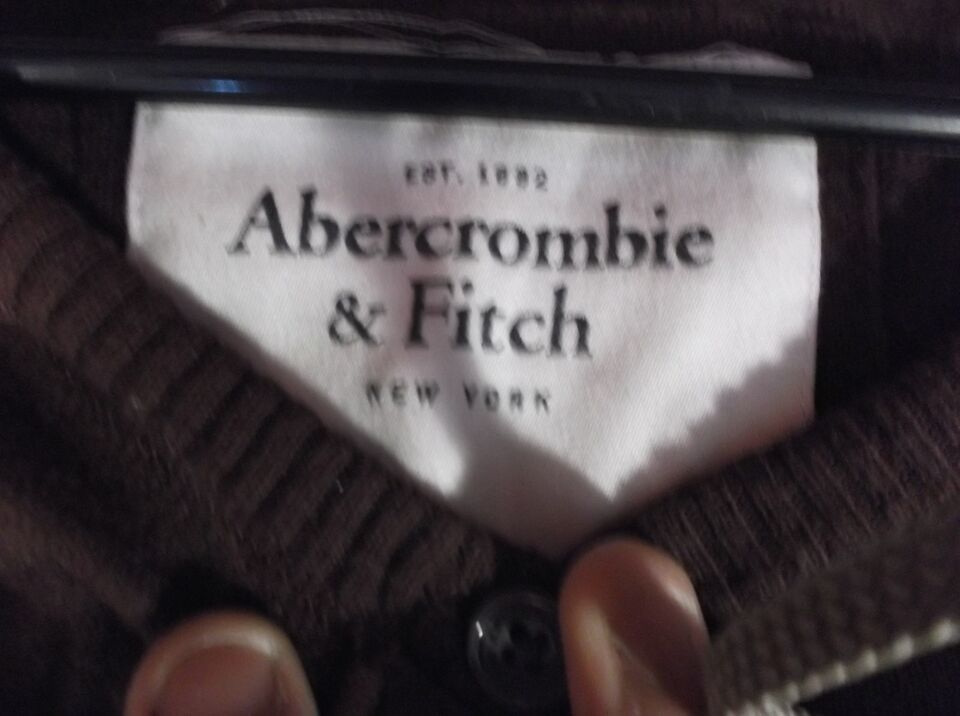 EST. 1892
Abercrombie
& Fitch
NEW YORK